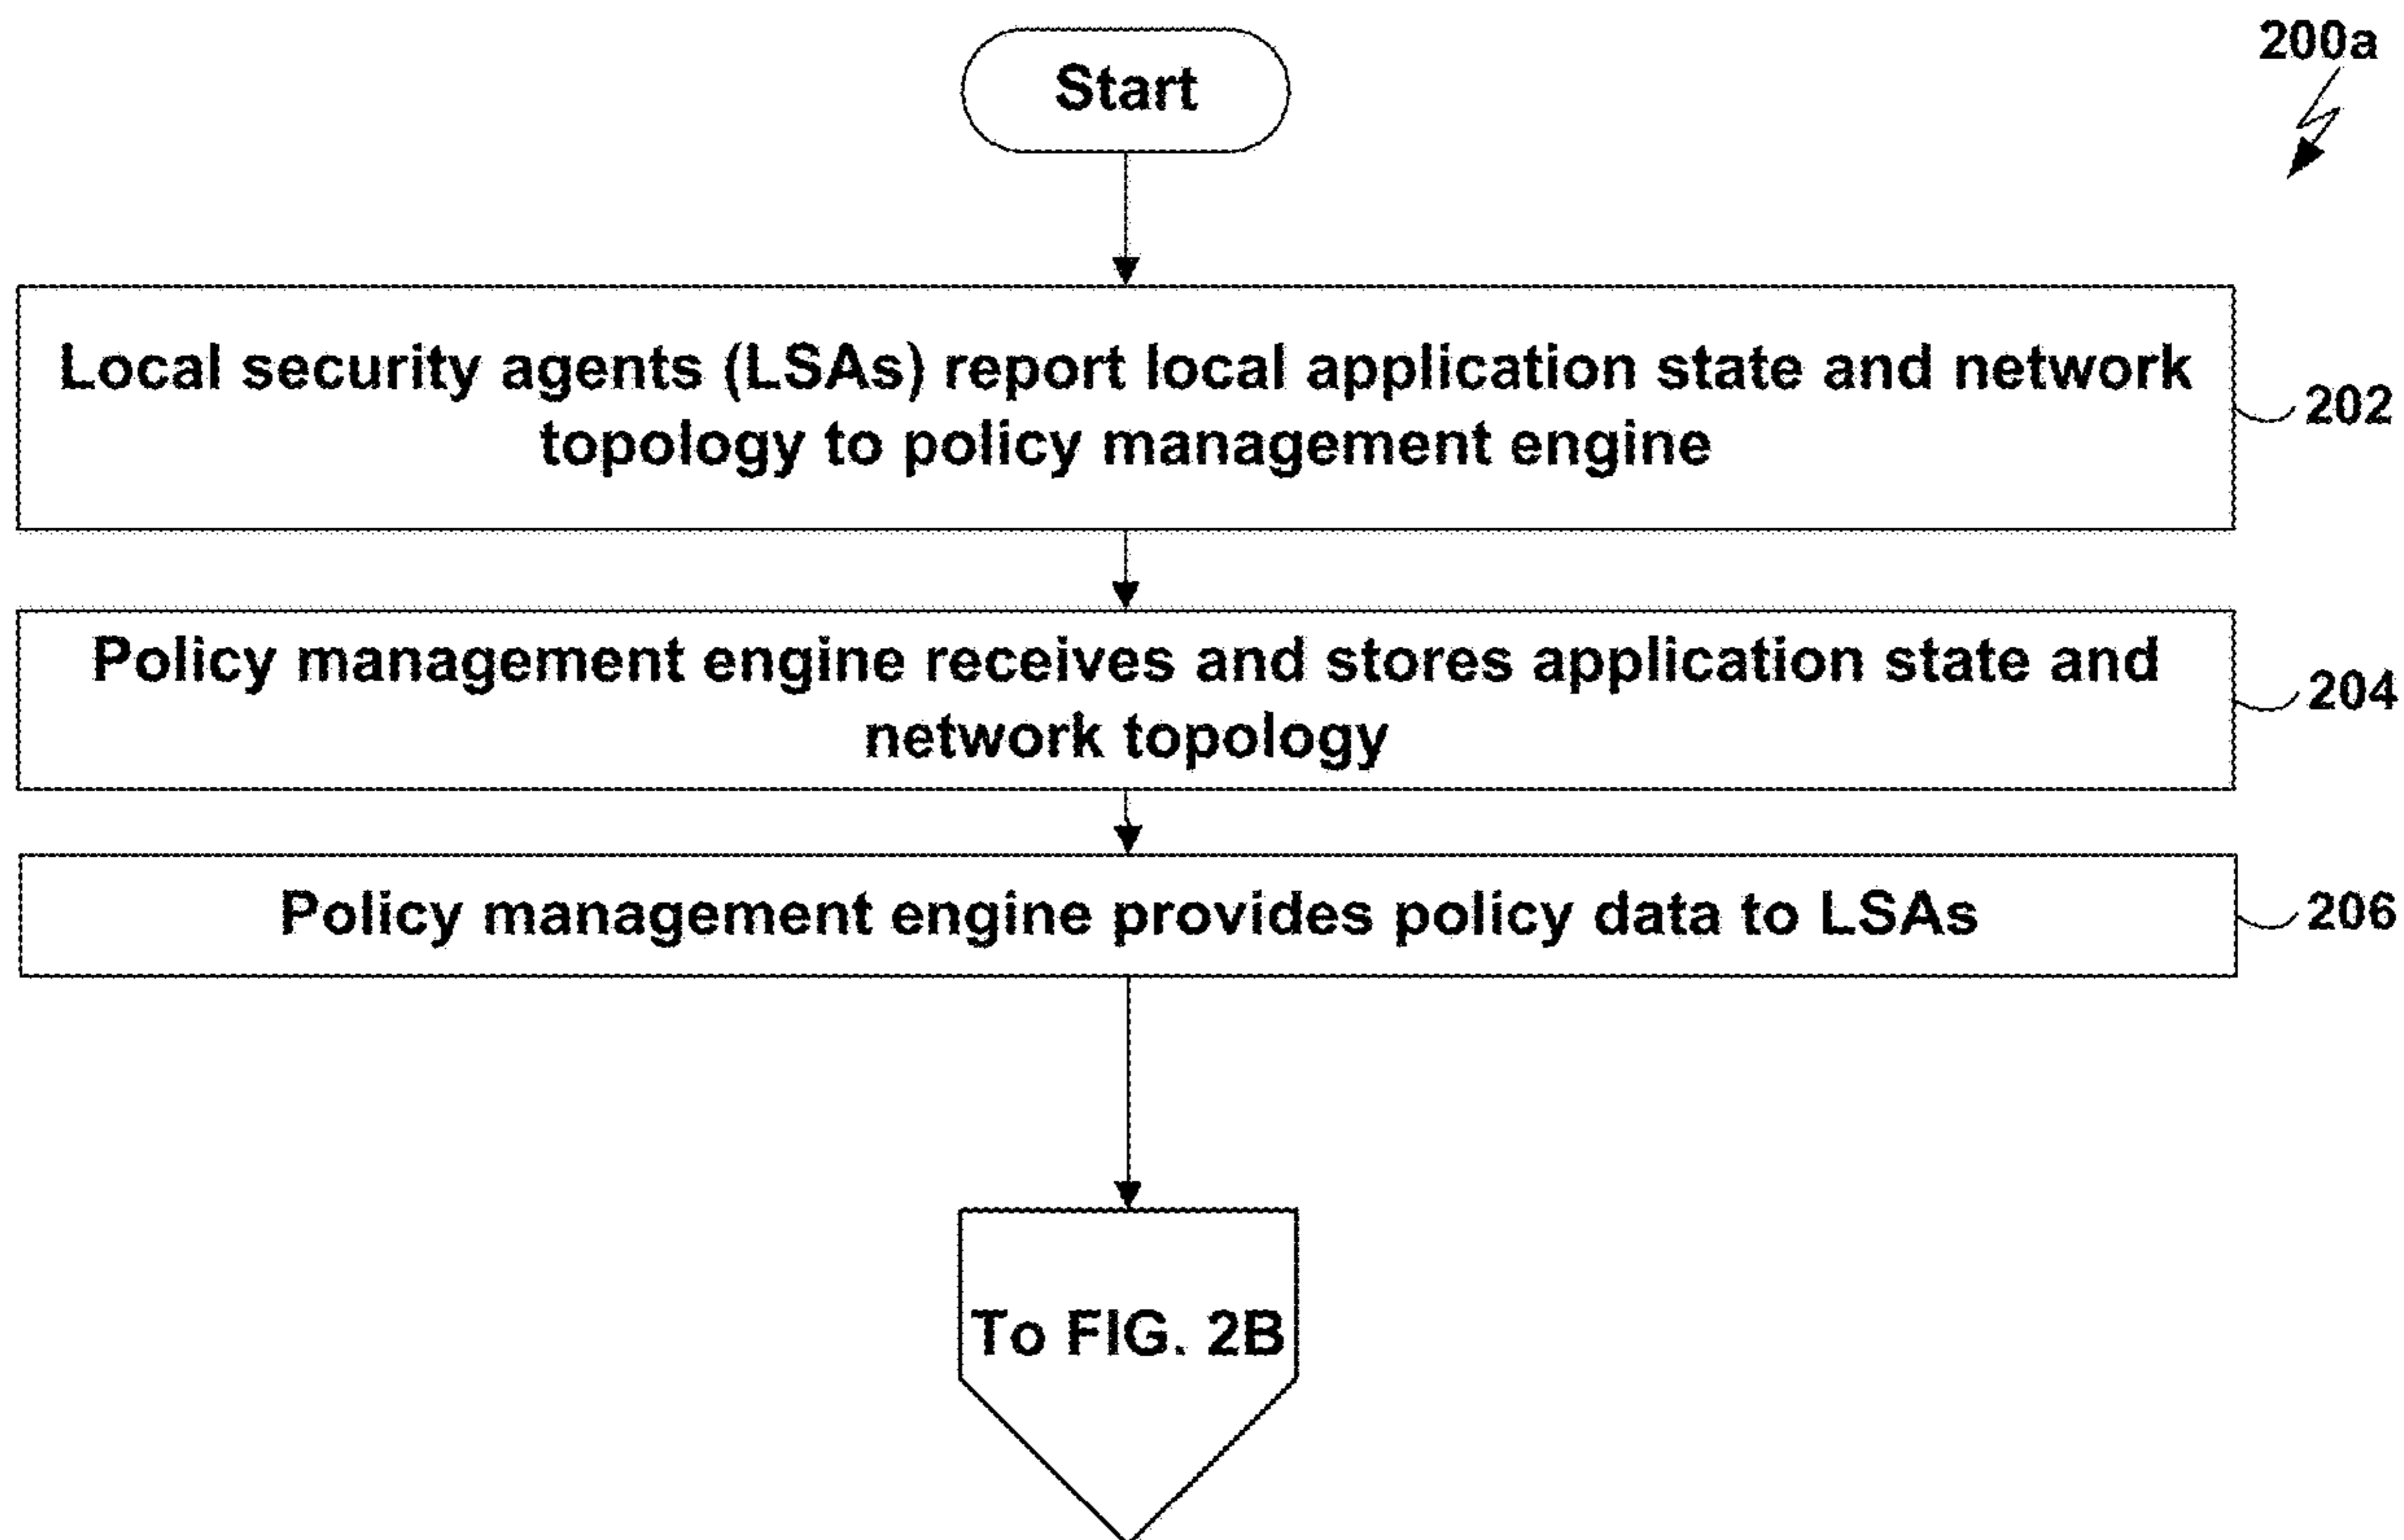 200a
Start
Local security agents (LSAs) report local application state and network
topology to policy management engine
202
Policy management engine receives and stores application state and
network topology
204
Policy management engine provides policy data to LSAs
206
To FIG. 2B